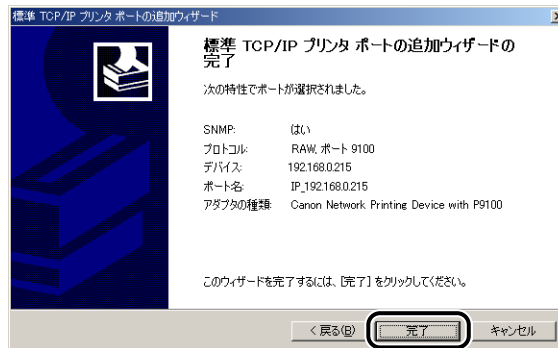 標準 TCP/IP プリンタ ポートの追加ウィザード
標準 TCP/IP プリンタ ポートの追加ウィザードの
完了
次の特性でポートが選択されました。
SNMP: はい
プロトコル: RAW, ポート 9100
デバイス: 192.168.0.215
ポート名: IP_192.168.0.215
アダプタの種類: Canon Network Printing Device with P9100
このウィザードを完了するには、[完了] をクリックしてください。
< 戻る(B) 完了 キャンセル